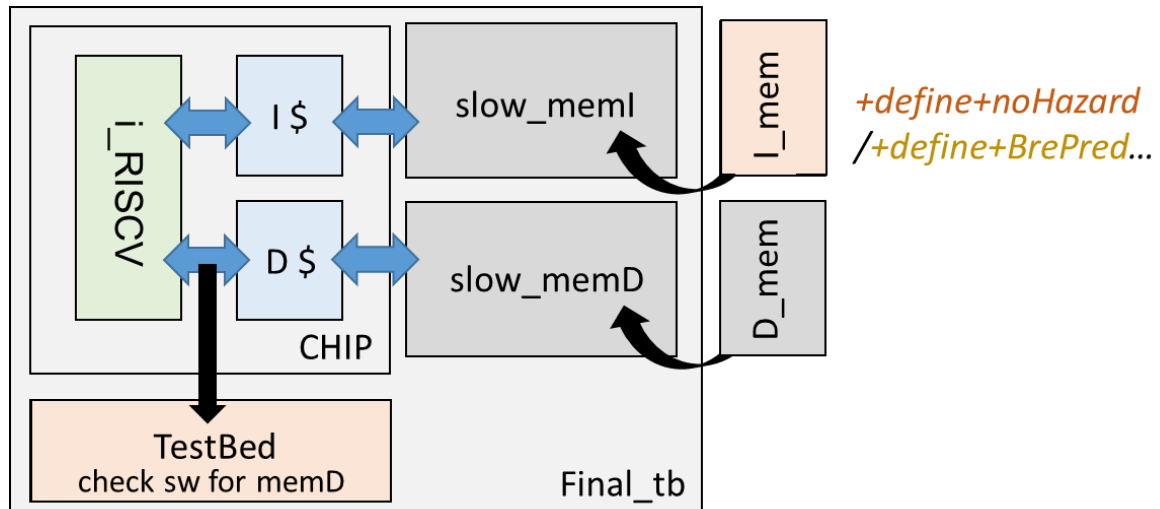 i_RISCV
I $
D $
CHIP
slow_memI
slow_memD
I_mem
D_mem
+define+noHazard
/+define+BrePred...
TestBed
check sw for memD
Final_tb